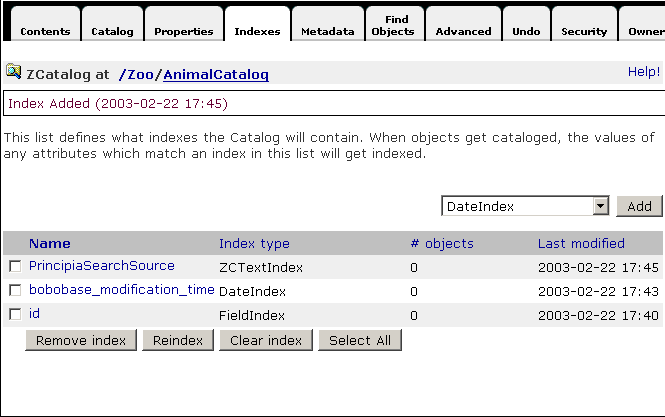 Contents Catalog Properties Indexes Metadata Find Objects Advanced Undo Security Owner
ZCatalog at /Zoo/AnimalCatalog Help!
Index Added (2003-02-22 17:45)
This list defines what indexes the Catalog will contain. When objects get cataloged, the values of
any attributes which match an index in this list will get indexed.
DateIndex Add
Name Index type # objects Last modified
PrincipiaSearchSource ZCTextIndex 0 2003-02-22 17:45
bobobase_modification_time DateIndex 0 2003-02-22 17:43
id FieldIndex 0 2003-02-22 17:40
Remove index Reindex Clear index Select All